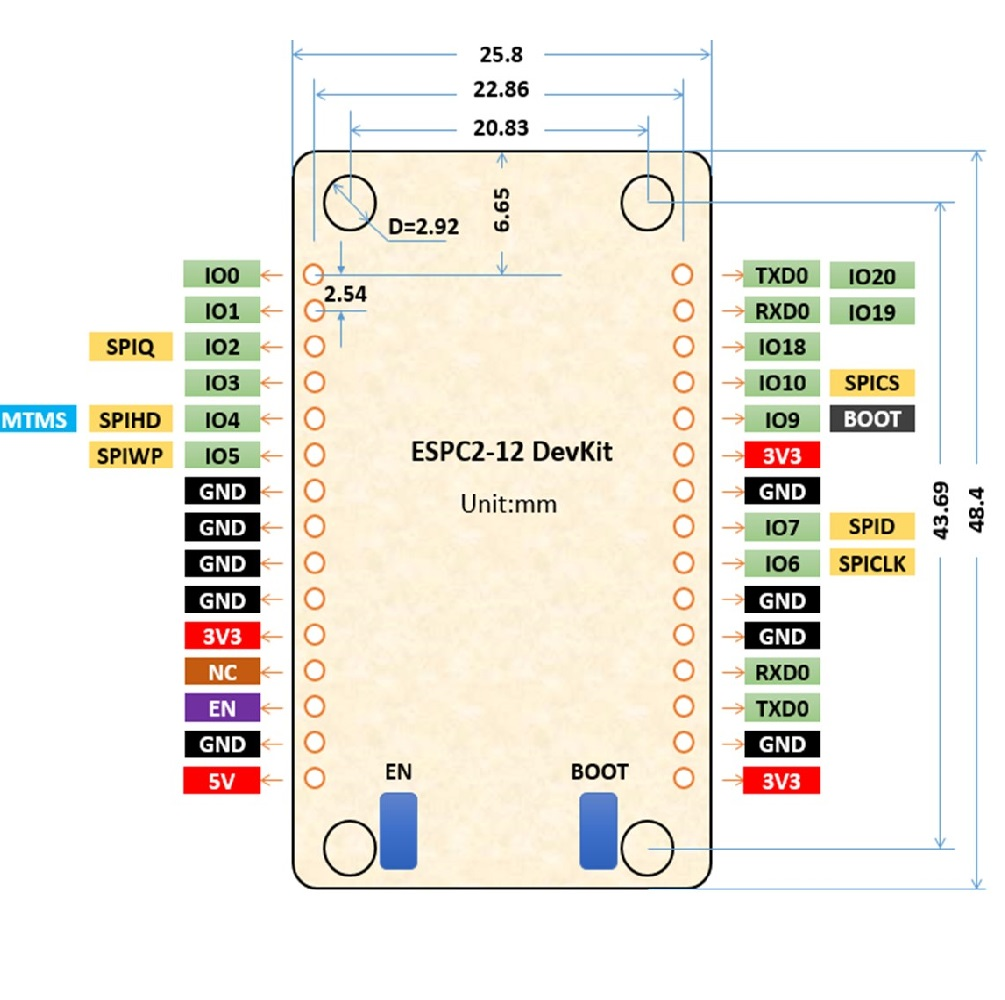 25.8
22.86
20.83
6.65
D=2.92
2.54
IO0 TXD0 IO20
IO1 RXD0 IO19
SPIQ IO2 IO18
IO3 IO10 SPICS
MTMS SPIHD IO4 IO9 BOOT
SPIWP IO5 3V3
ESPC2-12 DevKit
Unit:mm
GND GND
GND IO7 SPID
GND IO6 SPICLK
43.69
48.4
GND GND
3V3 GND
NC RXD0
EN TXD0
GND GND
5V 3V3
EN BOOT